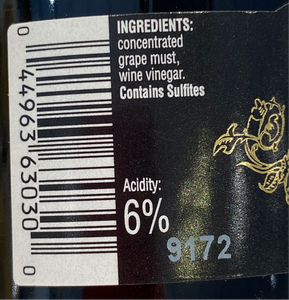 INGREDIENTS:
concentrated
grape must,
wine vinegar.
Contains Sulfites
0 44963 63030 0
Acidity:
6%
9172